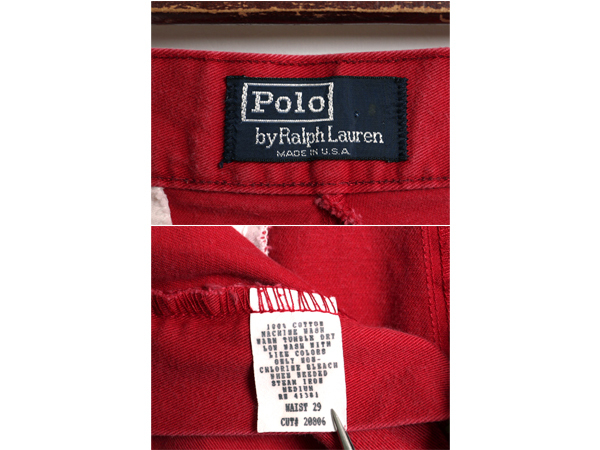 Polo
by Ralph Lauren
MADE IN U.S.A.
100% COTTON
MACHINE WASH
WARM TUMBLE DRY
LOW WASH WITH
LIKE COLORS
ONLY NON-
CHLORINE BLEACH
WHEN NEEDED
STEAM IRON
MEDIUM
RN 41381
WAIST 29
CUT# 20806